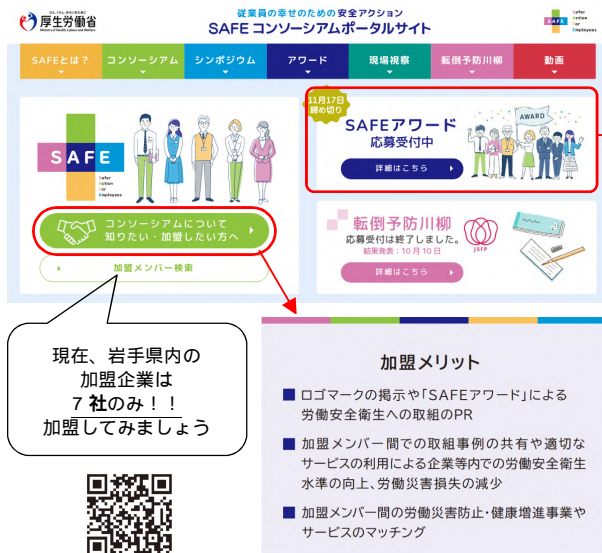 ひと、くらし、みらいのために
厚生労働省
Ministry of Health, Labour and Welfare
従業員の幸せのための 安全アクション
SAFE コンソーシアムポータルサイト
SAFE
Safer
Action
For
Employees
SAFEとは？
コンソーシアム
シンポジウム
アワード
現場視察
転倒予防川柳
動画
SAFE
Safer
Action
For
Employees
コンソーシアムについて
知りたい・加盟したい方へ
加盟メンバー検索
11月17日
締め切り
SAFEアワード
応募受付中
詳細はこちら
AWARD
転倒予防川柳
応募受付は終了しました。
結果発表：10月10日
詳細はこちら
JSFP
現在、岩手県内の
加盟企業は
7 社のみ！！
加盟してみましょう
加盟メリット
■ ロゴマークの掲示や「SAFEアワード」による
労働安全衛生への取組のPR
■ 加盟メンバー間での取組事例の共有や適切な
サービスの利用による企業等内での労働安全衛生
水準の向上、労働災害損失の減少
■ 加盟メンバー間の労働災害防止・健康増進事業や
サービスのマッチング